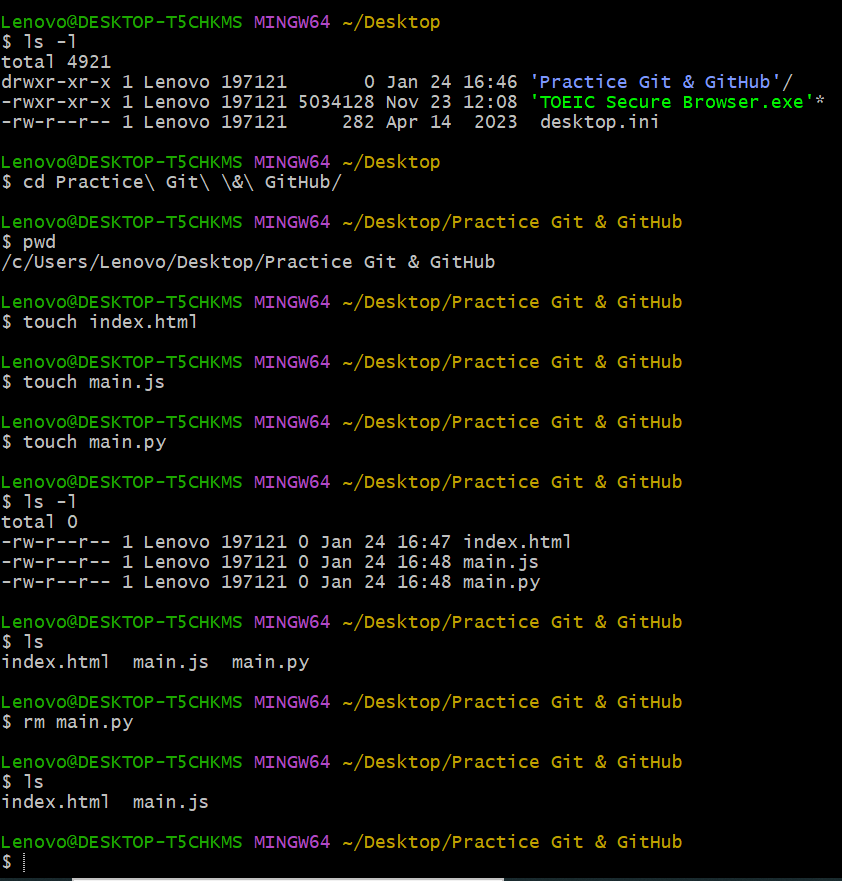 Lenovo@DESKTOP-T5CHKMS MINGW64 ~/Desktop
$ ls -l
total 4921
drwxr-xr-x 1 Lenovo 197121       0 Jan 24 16:46 'Practice Git & GitHub'/
-rwxr-xr-x 1 Lenovo 197121 5034128 Nov 23 12:08 'TOEIC Secure Browser.exe'*
-rw-r--r-- 1 Lenovo 197121     282 Apr 14  2023  desktop.ini

Lenovo@DESKTOP-T5CHKMS MINGW64 ~/Desktop
$ cd Practice\ Git\ \&\ GitHub/

Lenovo@DESKTOP-T5CHKMS MINGW64 ~/Desktop/Practice Git & GitHub
$ pwd
/c/Users/Lenovo/Desktop/Practice Git & GitHub

Lenovo@DESKTOP-T5CHKMS MINGW64 ~/Desktop/Practice Git & GitHub
$ touch index.html

Lenovo@DESKTOP-T5CHKMS MINGW64 ~/Desktop/Practice Git & GitHub
$ touch main.js

Lenovo@DESKTOP-T5CHKMS MINGW64 ~/Desktop/Practice Git & GitHub
$ touch main.py

Lenovo@DESKTOP-T5CHKMS MINGW64 ~/Desktop/Practice Git & GitHub
$ ls -l
total 0
-rw-r--r-- 1 Lenovo 197121 0 Jan 24 16:47 index.html
-rw-r--r-- 1 Lenovo 197121 0 Jan 24 16:48 main.js
-rw-r--r-- 1 Lenovo 197121 0 Jan 24 16:48 main.py

Lenovo@DESKTOP-T5CHKMS MINGW64 ~/Desktop/Practice Git & GitHub
$ ls
index.html  main.js  main.py

Lenovo@DESKTOP-T5CHKMS MINGW64 ~/Desktop/Practice Git & GitHub
$ rm main.py

Lenovo@DESKTOP-T5CHKMS MINGW64 ~/Desktop/Practice Git & GitHub
$ ls
index.html  main.js

Lenovo@DESKTOP-T5CHKMS MINGW64 ~/Desktop/Practice Git & GitHub
$